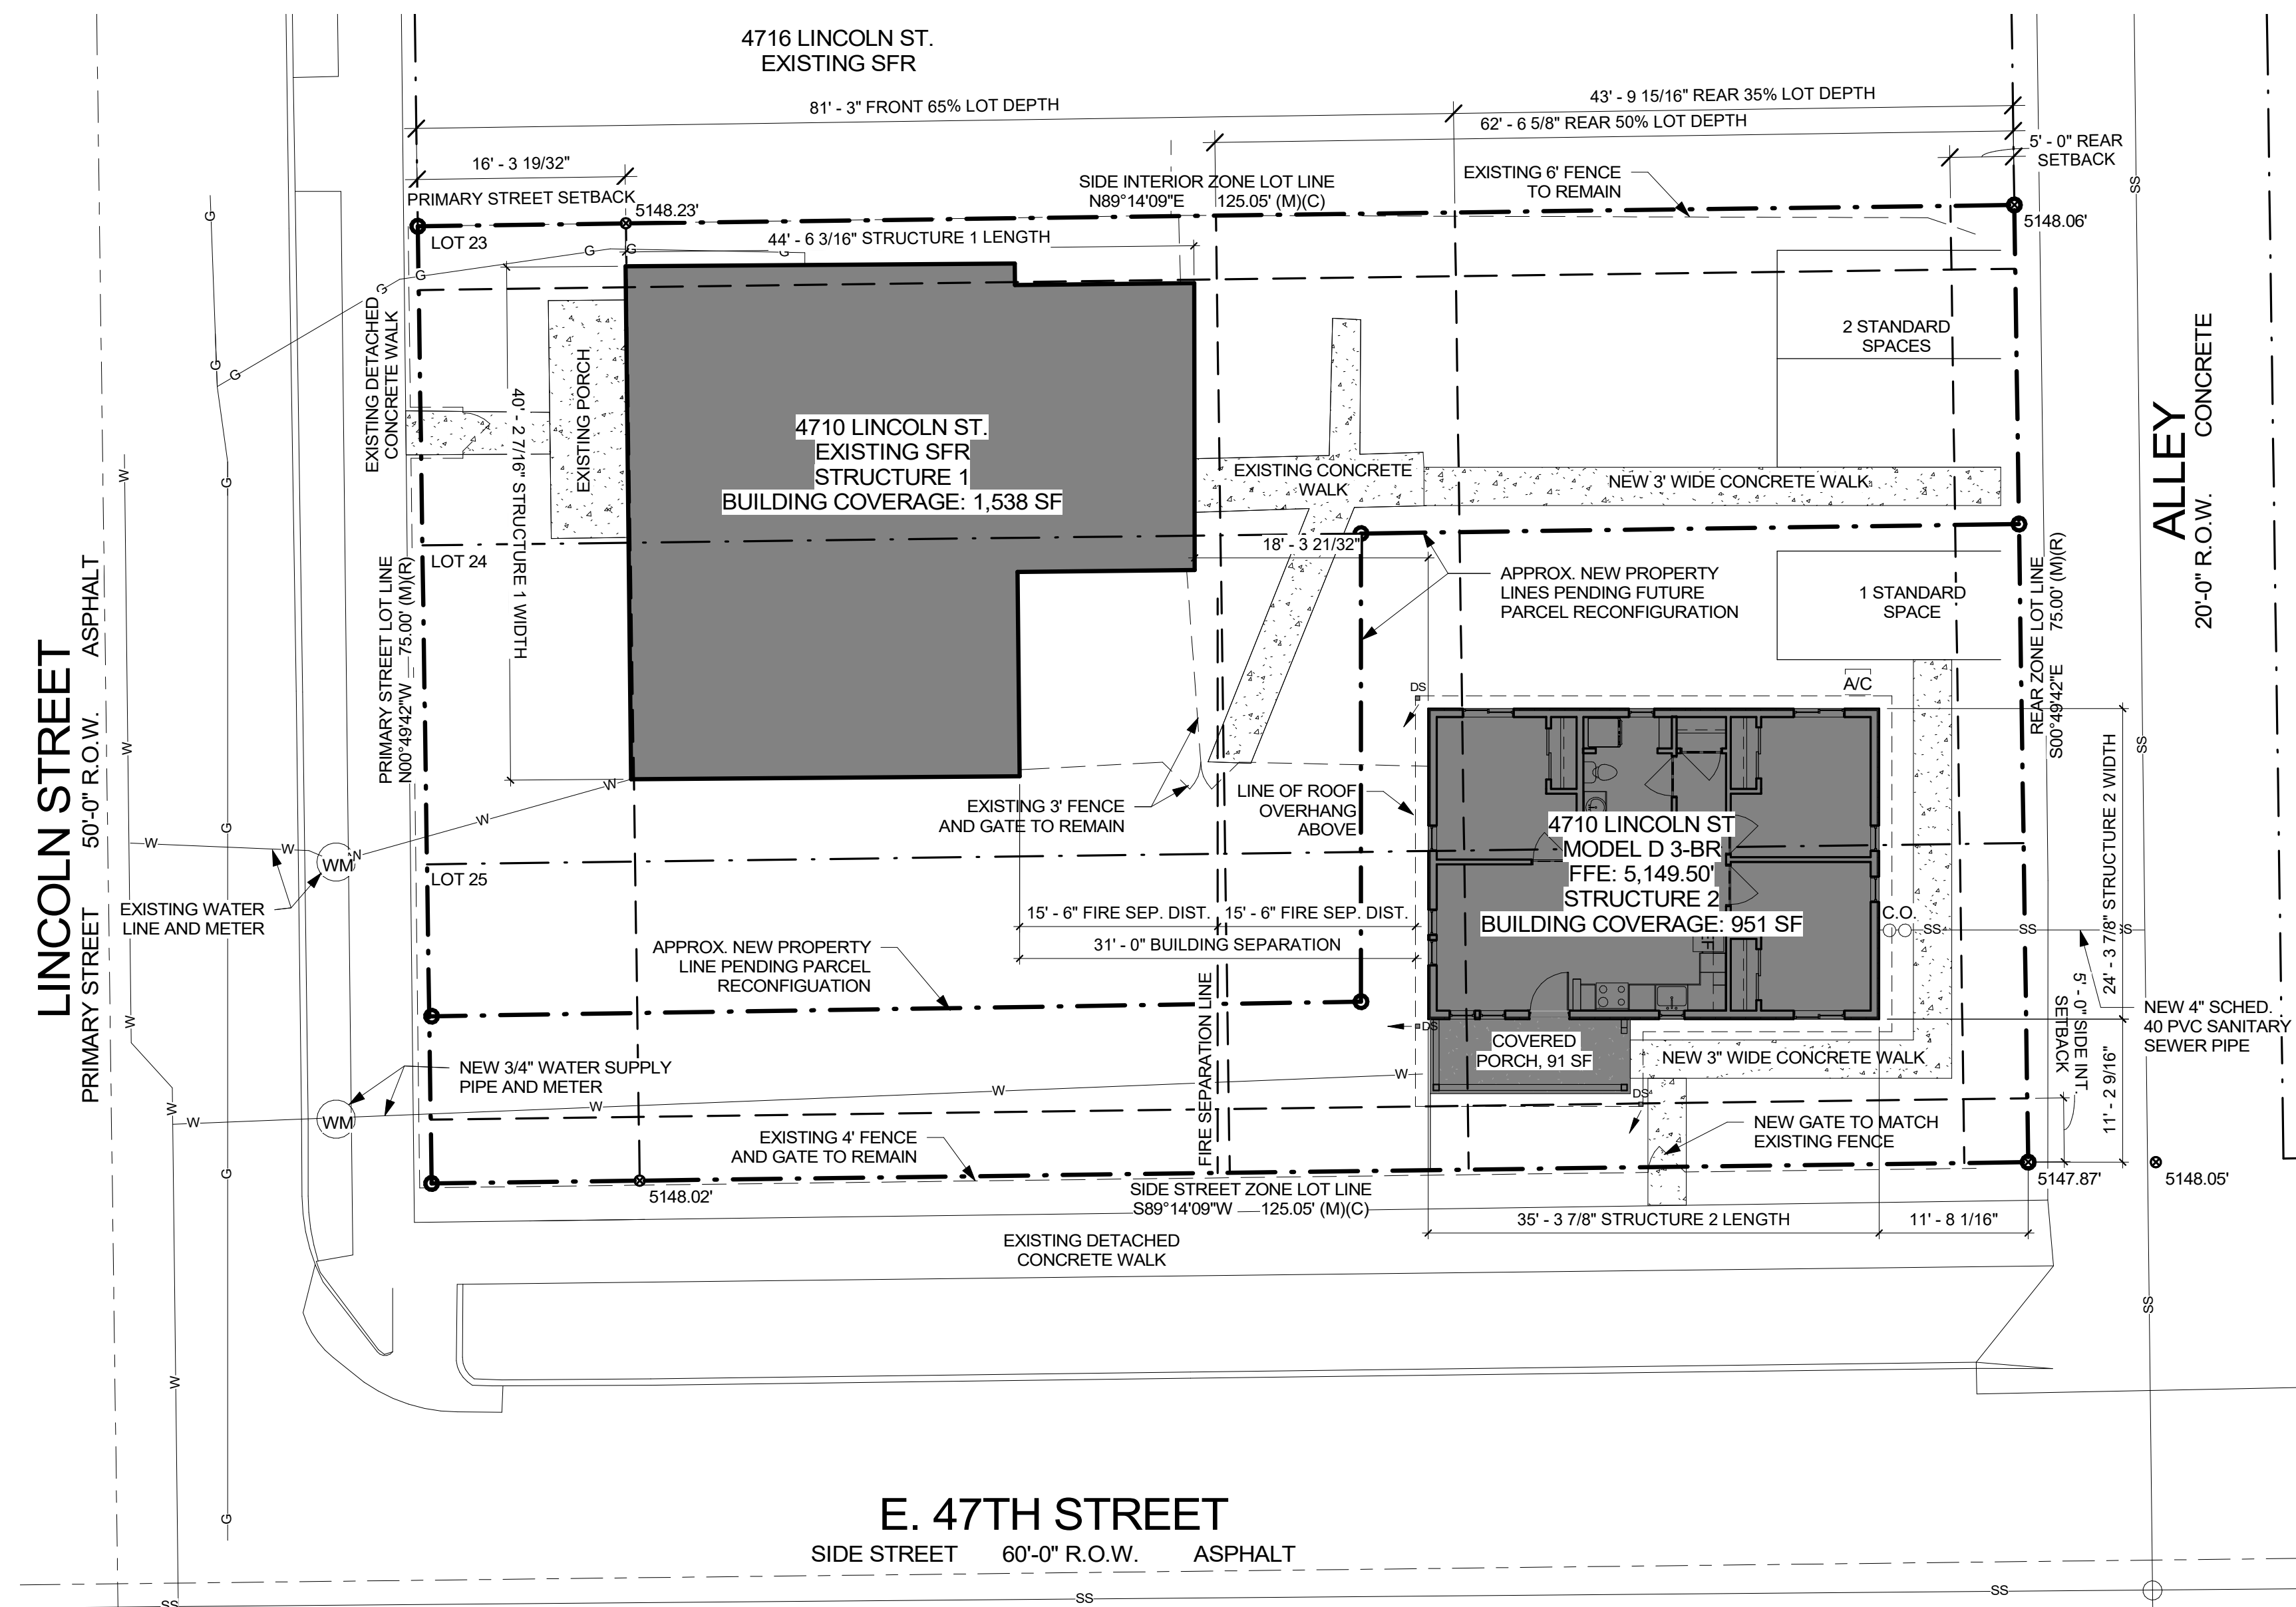 4716 LINCOLN ST.
EXISTING SFR
81' - 3" FRONT 65% LOT DEPTH
43' - 9 15/16" REAR 35% LOT DEPTH
62' - 6 5/8" REAR 50% LOT DEPTH
5' - 0" REAR
SETBACK
16' - 3 19/32"
PRIMARY STREET SETBACK
5148.23'
SIDE INTERIOR ZONE LOT LINE
N89°14'09"E 125.05' (M)(C)
EXISTING 6' FENCE
TO REMAIN
5148.06'
LOT 23
44' - 6 3/16" STRUCTURE 1 LENGTH
G
G
G
G
G
G
G
G
G
G
G
G
G
EXISTING DETACHED
CONCRETE WALK
EXISTING PORCH
40' - 2 7/16" STRUCTURE 1 WIDTH
4710 LINCOLN ST.
EXISTING SFR
STRUCTURE 1
BUILDING COVERAGE: 1,538 SF
2 STANDARD
SPACES
EXISTING CONCRETE
WALK
NEW 3' WIDE CONCRETE WALK
ALLEY
20'-0" R.O.W. CONCRETE
LOT 24
18' - 3 21/32"
APPROX. NEW PROPERTY
LINES PENDING FUTURE
PARCEL RECONFIGURATION
1 STANDARD
SPACE
PRIMARY STREET LOT LINE
N00°49'42"W 75.00' (M)(R)
REAR ZONE LOT LINE
S00°49'42"E 75.00' (M)(R)
LINCOLN STREET
PRIMARY STREET 50'-0" R.O.W. ASPHALT
A/C
DS
EXISTING 3' FENCE
AND GATE TO REMAIN
LINE OF ROOF
OVERHANG
ABOVE
4710 LINCOLN ST
MODEL D 3-BR
FFE: 5,149.50'
STRUCTURE 2
BUILDING COVERAGE: 951 SF
24' - 3 7/8" STRUCTURE 2 WIDTH
W
W
W
W
W
W
WM
LOT 25
EXISTING WATER
LINE AND METER
15' - 6" FIRE SEP. DIST.
15' - 6" FIRE SEP. DIST.
31' - 0" BUILDING SEPARATION
C.O.
SS
SS
SS
SS
SS
APPROX. NEW PROPERTY
LINE PENDING PARCEL
RECONFIGUATION
FIRE SEPARATION LINE
5' - 0" SIDE INT.
SETBACK
11' - 2 9/16"
NEW 4" SCHED.
40 PVC SANITARY
SEWER PIPE
DS
COVERED
PORCH, 91 SF
NEW 3" WIDE CONCRETE WALK
NEW 3/4" WATER SUPPLY
PIPE AND METER
W
W
W
W
W
W
WM
DS
EXISTING 4' FENCE
AND GATE TO REMAIN
NEW GATE TO MATCH
EXISTING FENCE
5148.02'
SIDE STREET ZONE LOT LINE
S89°14'09"W 125.05' (M)(C)
5147.87'
5148.05'
35' - 3 7/8" STRUCTURE 2 LENGTH
11' - 8 1/16"
EXISTING DETACHED
CONCRETE WALK
SS
W
G
E. 47TH STREET
SIDE STREET 60'-0" R.O.W. ASPHALT
SS
SS
SS